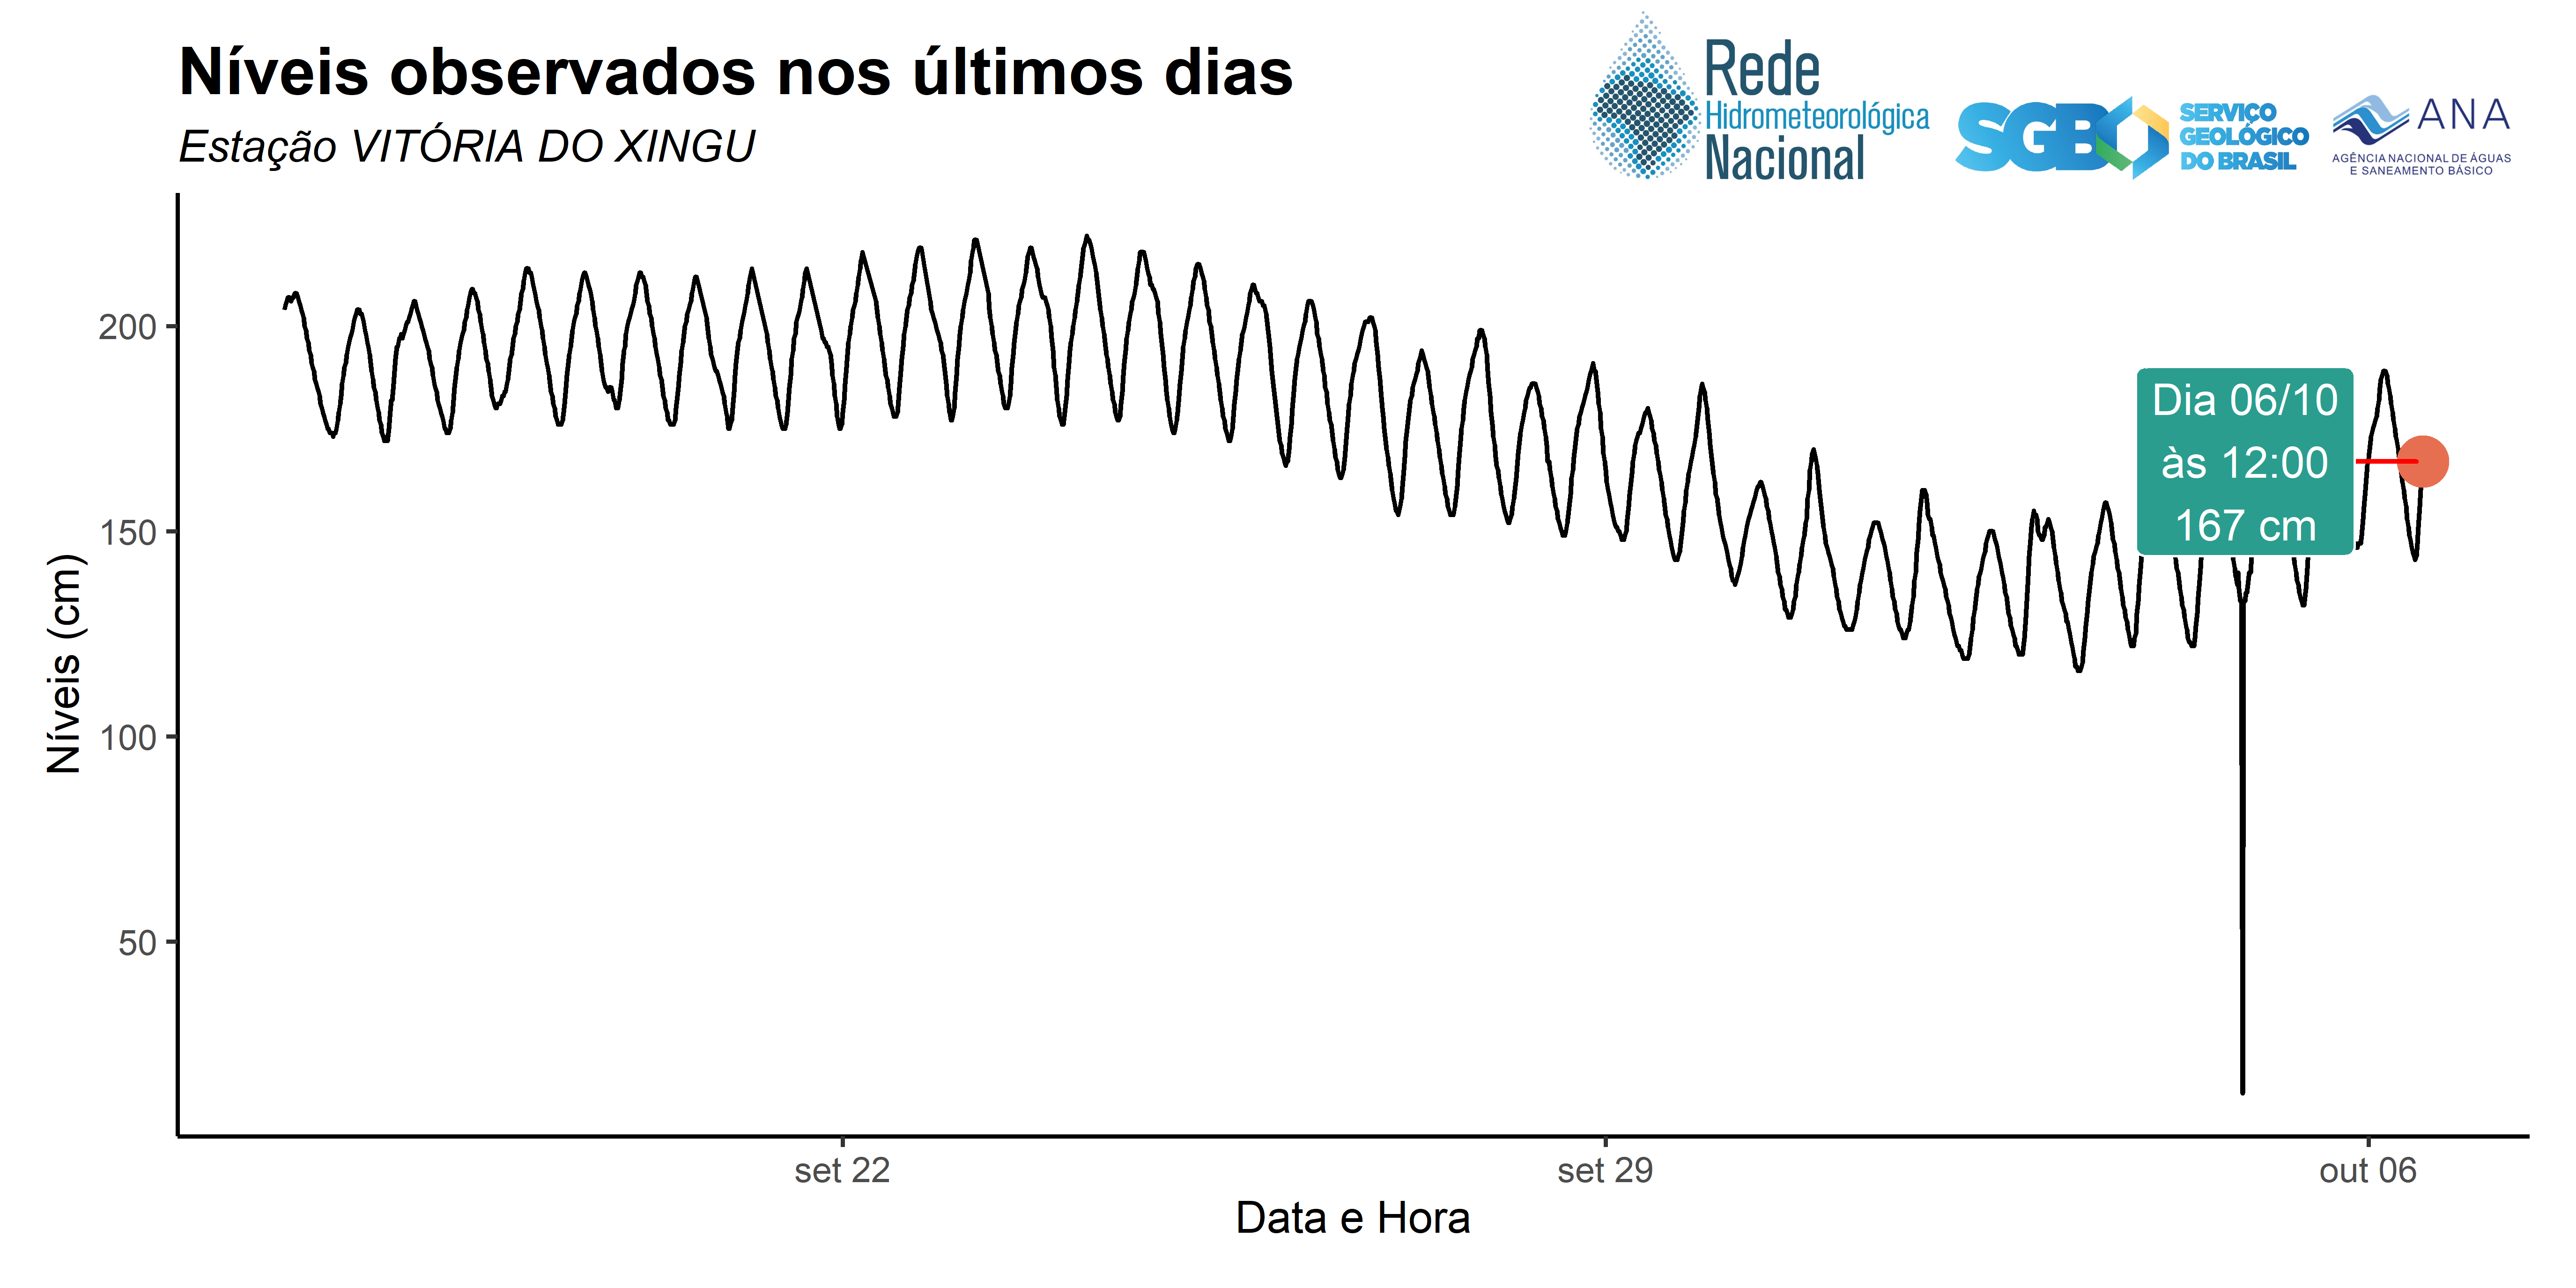 Níveis observados nos últimos dias
Estação VITÓRIA DO XINGU
Rede
Hidrometeorológica
Nacional
SGB
SERVIÇO
GEOLÓGICO
DO BRASIL
ANA
AGÊNCIA NACIONAL DE ÁGUAS
E SANEAMENTO BÁSICO
Níveis (cm)
200
150
100
50
Dia 06/10
às 12:00
167 cm
set 22
set 29
out 06
Data e Hora